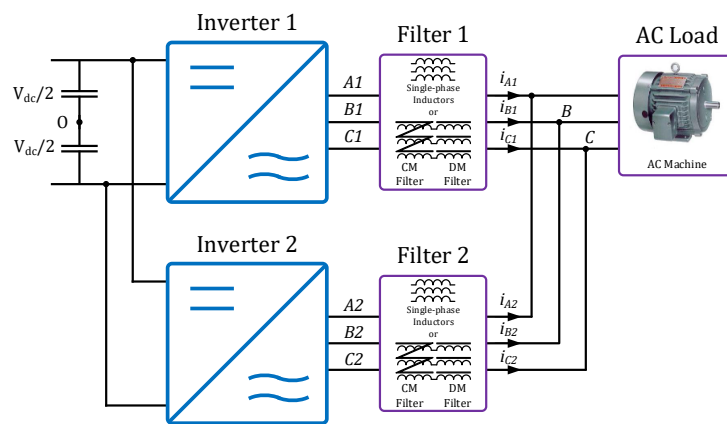 Inverter 1
Filter 1
AC Load
V_dc/2
O
V_dc/2
A1
B1
C1
Single-phase
Inductors
or
CM DM
Filter Filter
i_A1
i_B1
i_C1
B
C
AC Machine
Inverter 2
Filter 2
A2
B2
C2
Single-phase
Inductors
or
CM DM
Filter Filter
i_A2
i_B2
i_C2